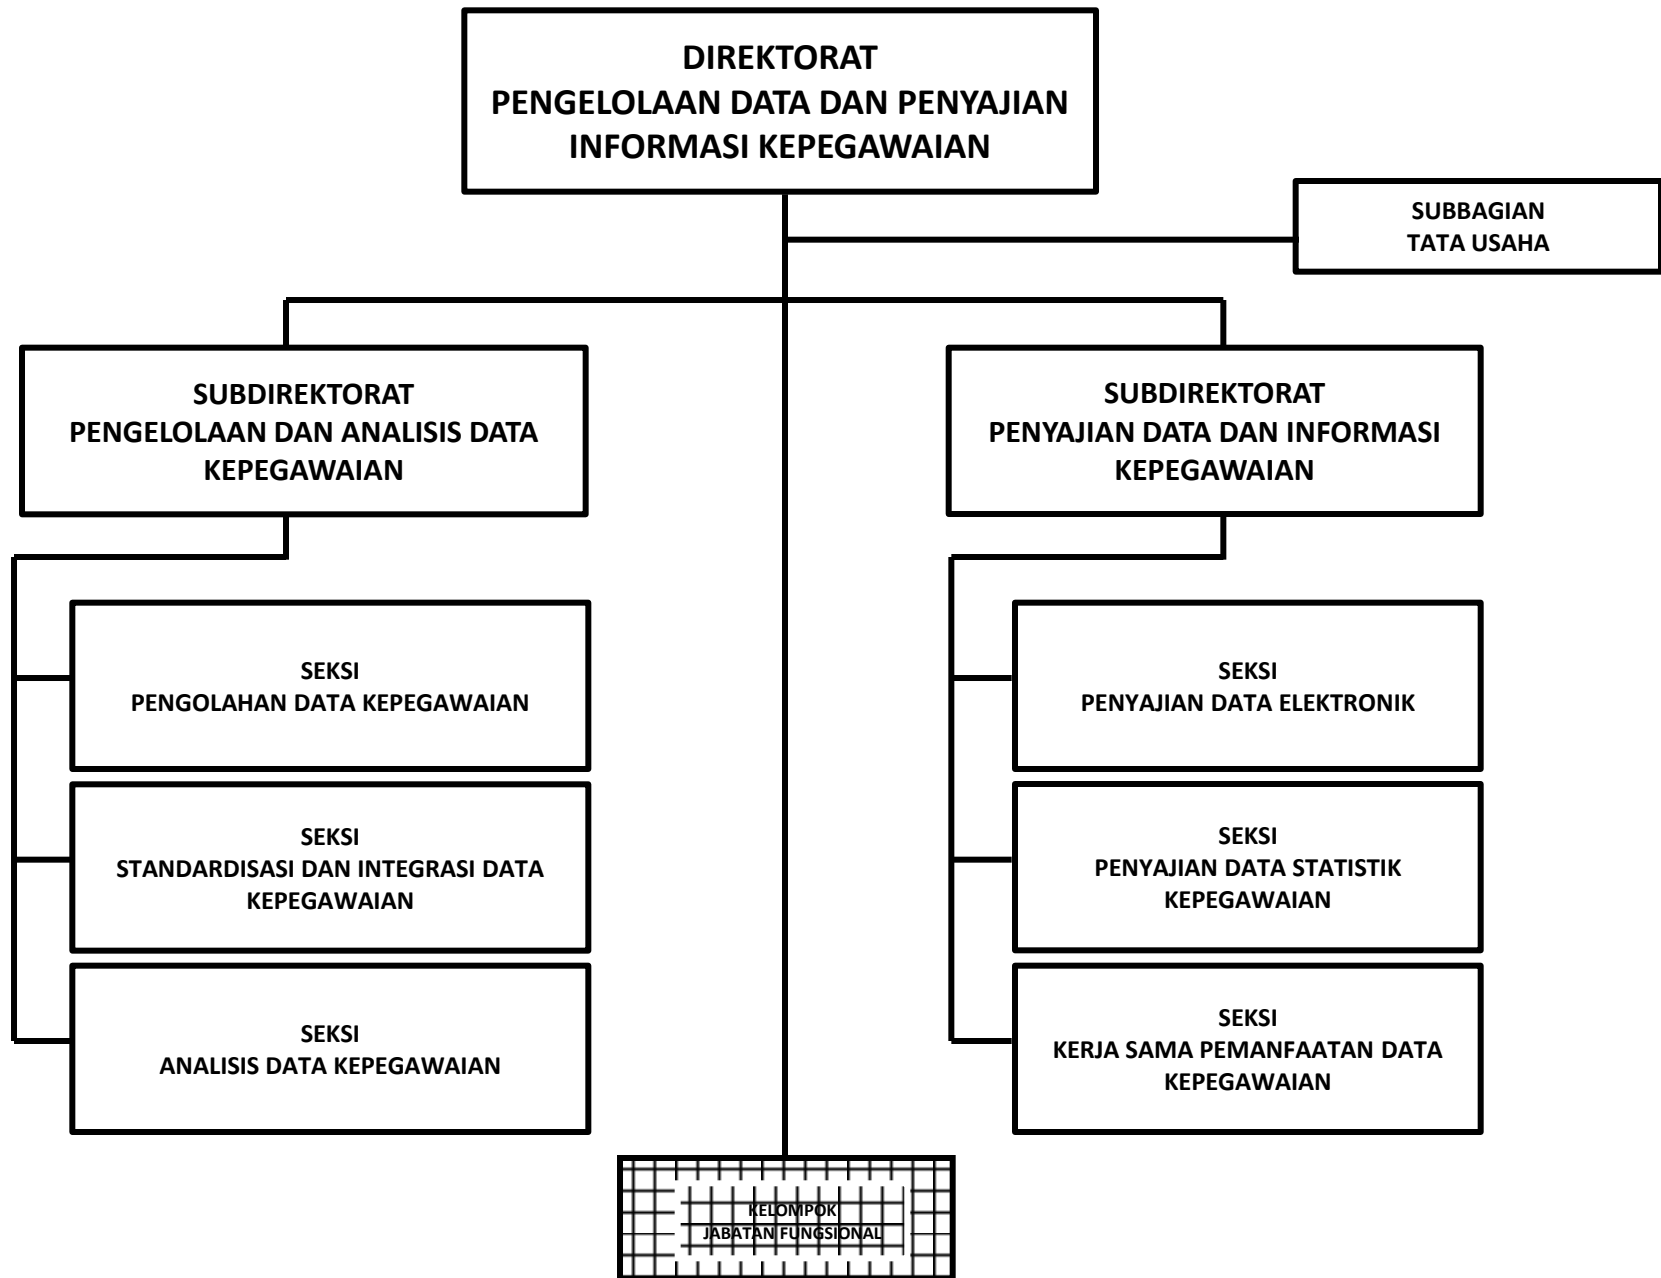 DIREKTORAT
PENGELOLAAN DATA DAN PENYAJIAN
INFORMASI KEPEGAWAIAN
SUBBAGIAN
TATA USAHA
SUBDIREKTORAT
PENGELOLAAN DAN ANALISIS DATA
KEPEGAWAIAN
SUBDIREKTORAT
PENYAJIAN DATA DAN INFORMASI
KEPEGAWAIAN
SEKSI
PENGOLAHAN DATA KEPEGAWAIAN
SEKSI
STANDARDISASI DAN INTEGRASI DATA
KEPEGAWAIAN
SEKSI
ANALISIS DATA KEPEGAWAIAN
SEKSI
PENYAJIAN DATA ELEKTRONIK
SEKSI
PENYAJIAN DATA STATISTIK
KEPEGAWAIAN
SEKSI
KERJA SAMA PEMANFAATAN DATA
KEPEGAWAIAN
KELOMPOK
JABATAN FUNGSIONAL